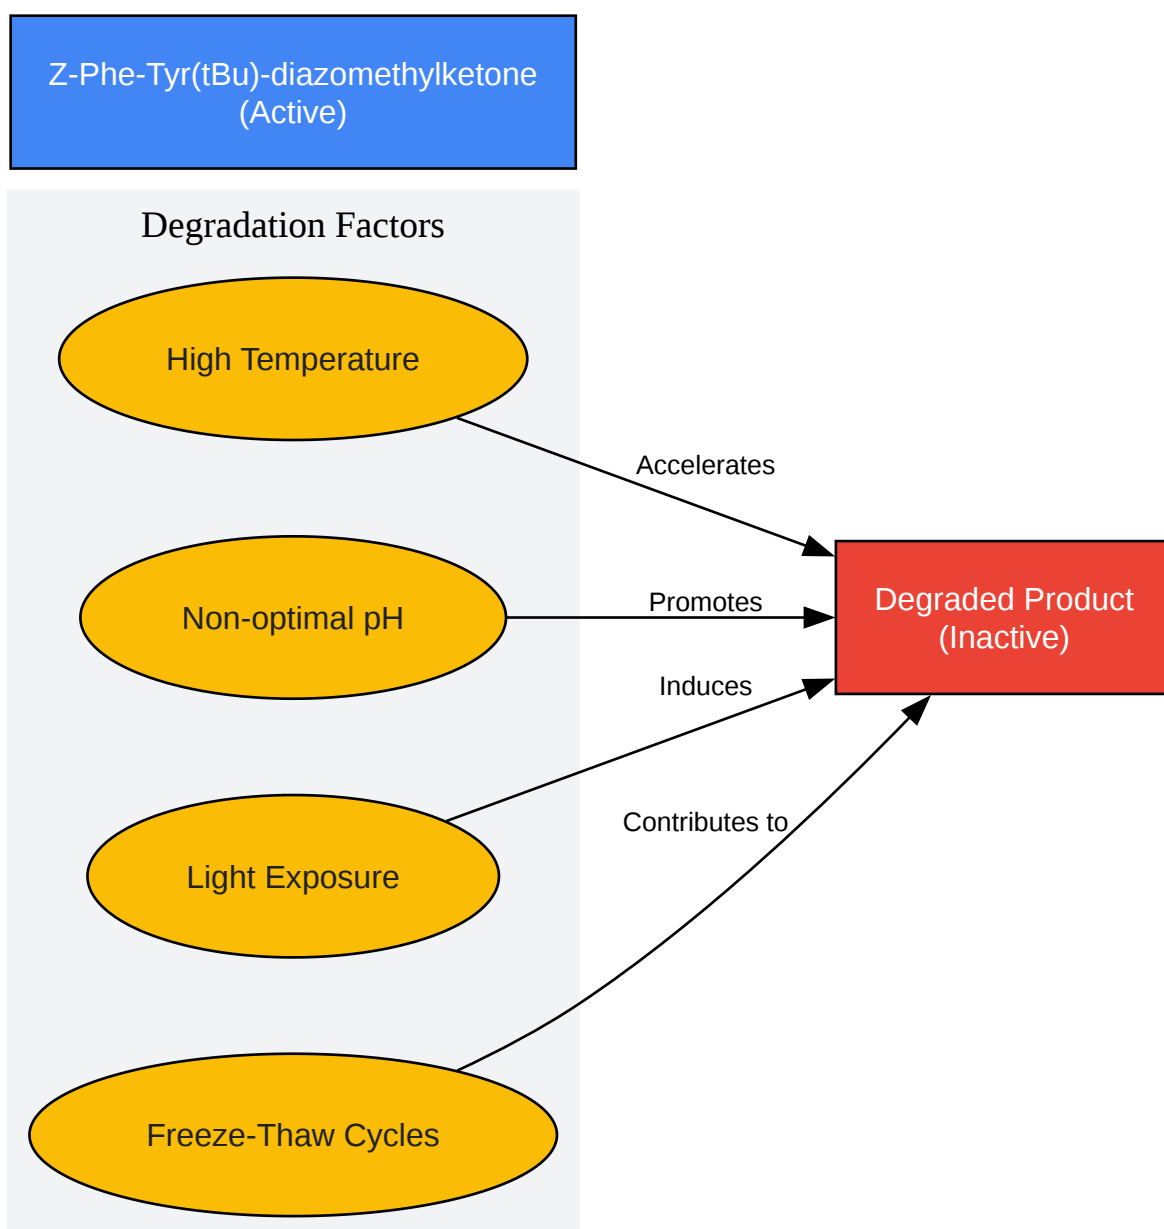 Z-Phe-Tyr(tBu)-diazomethylketone
(Active)
Degradation Factors
High Temperature
Accelerates
Non-optimal pH
Promotes
Degraded Product
(Inactive)
Induces
Light Exposure
Contributes to
Freeze-Thaw Cycles